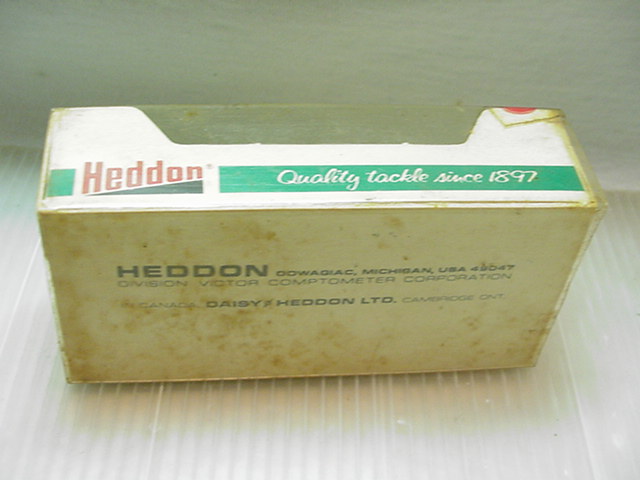 Heddon®
Quality tackle since 1897
HEDDON DOWAGIAC, MICHIGAN, USA 49047
DIVISION VICTOR COMPTOMETER CORPORATION
IN CANADA, DAISY/HEDDON LTD. CAMBRIDGE ONT.